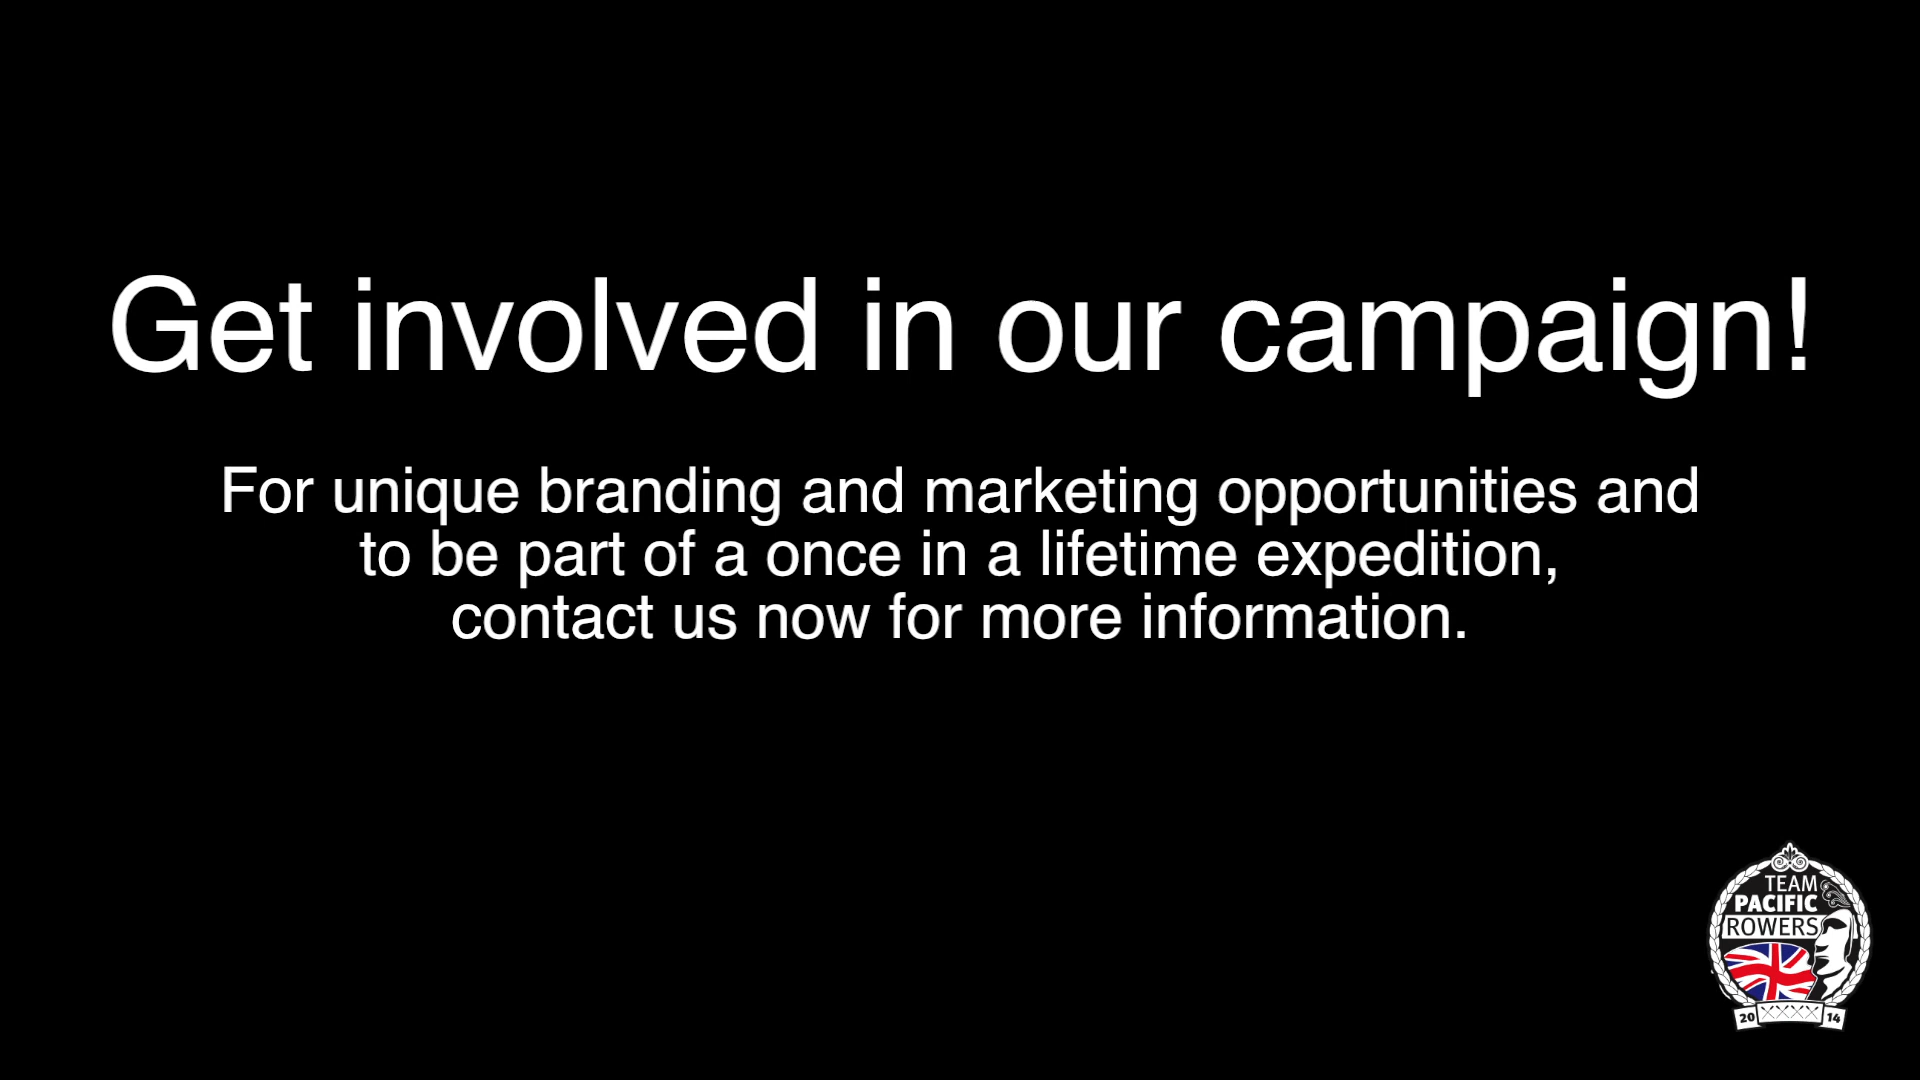 Get involved in our campaign!
For unique branding and marketing opportunities and
to be part of a once in a lifetime expedition,
contact us now for more information.
TEAM
PACIFIC
ROWERS
20 14